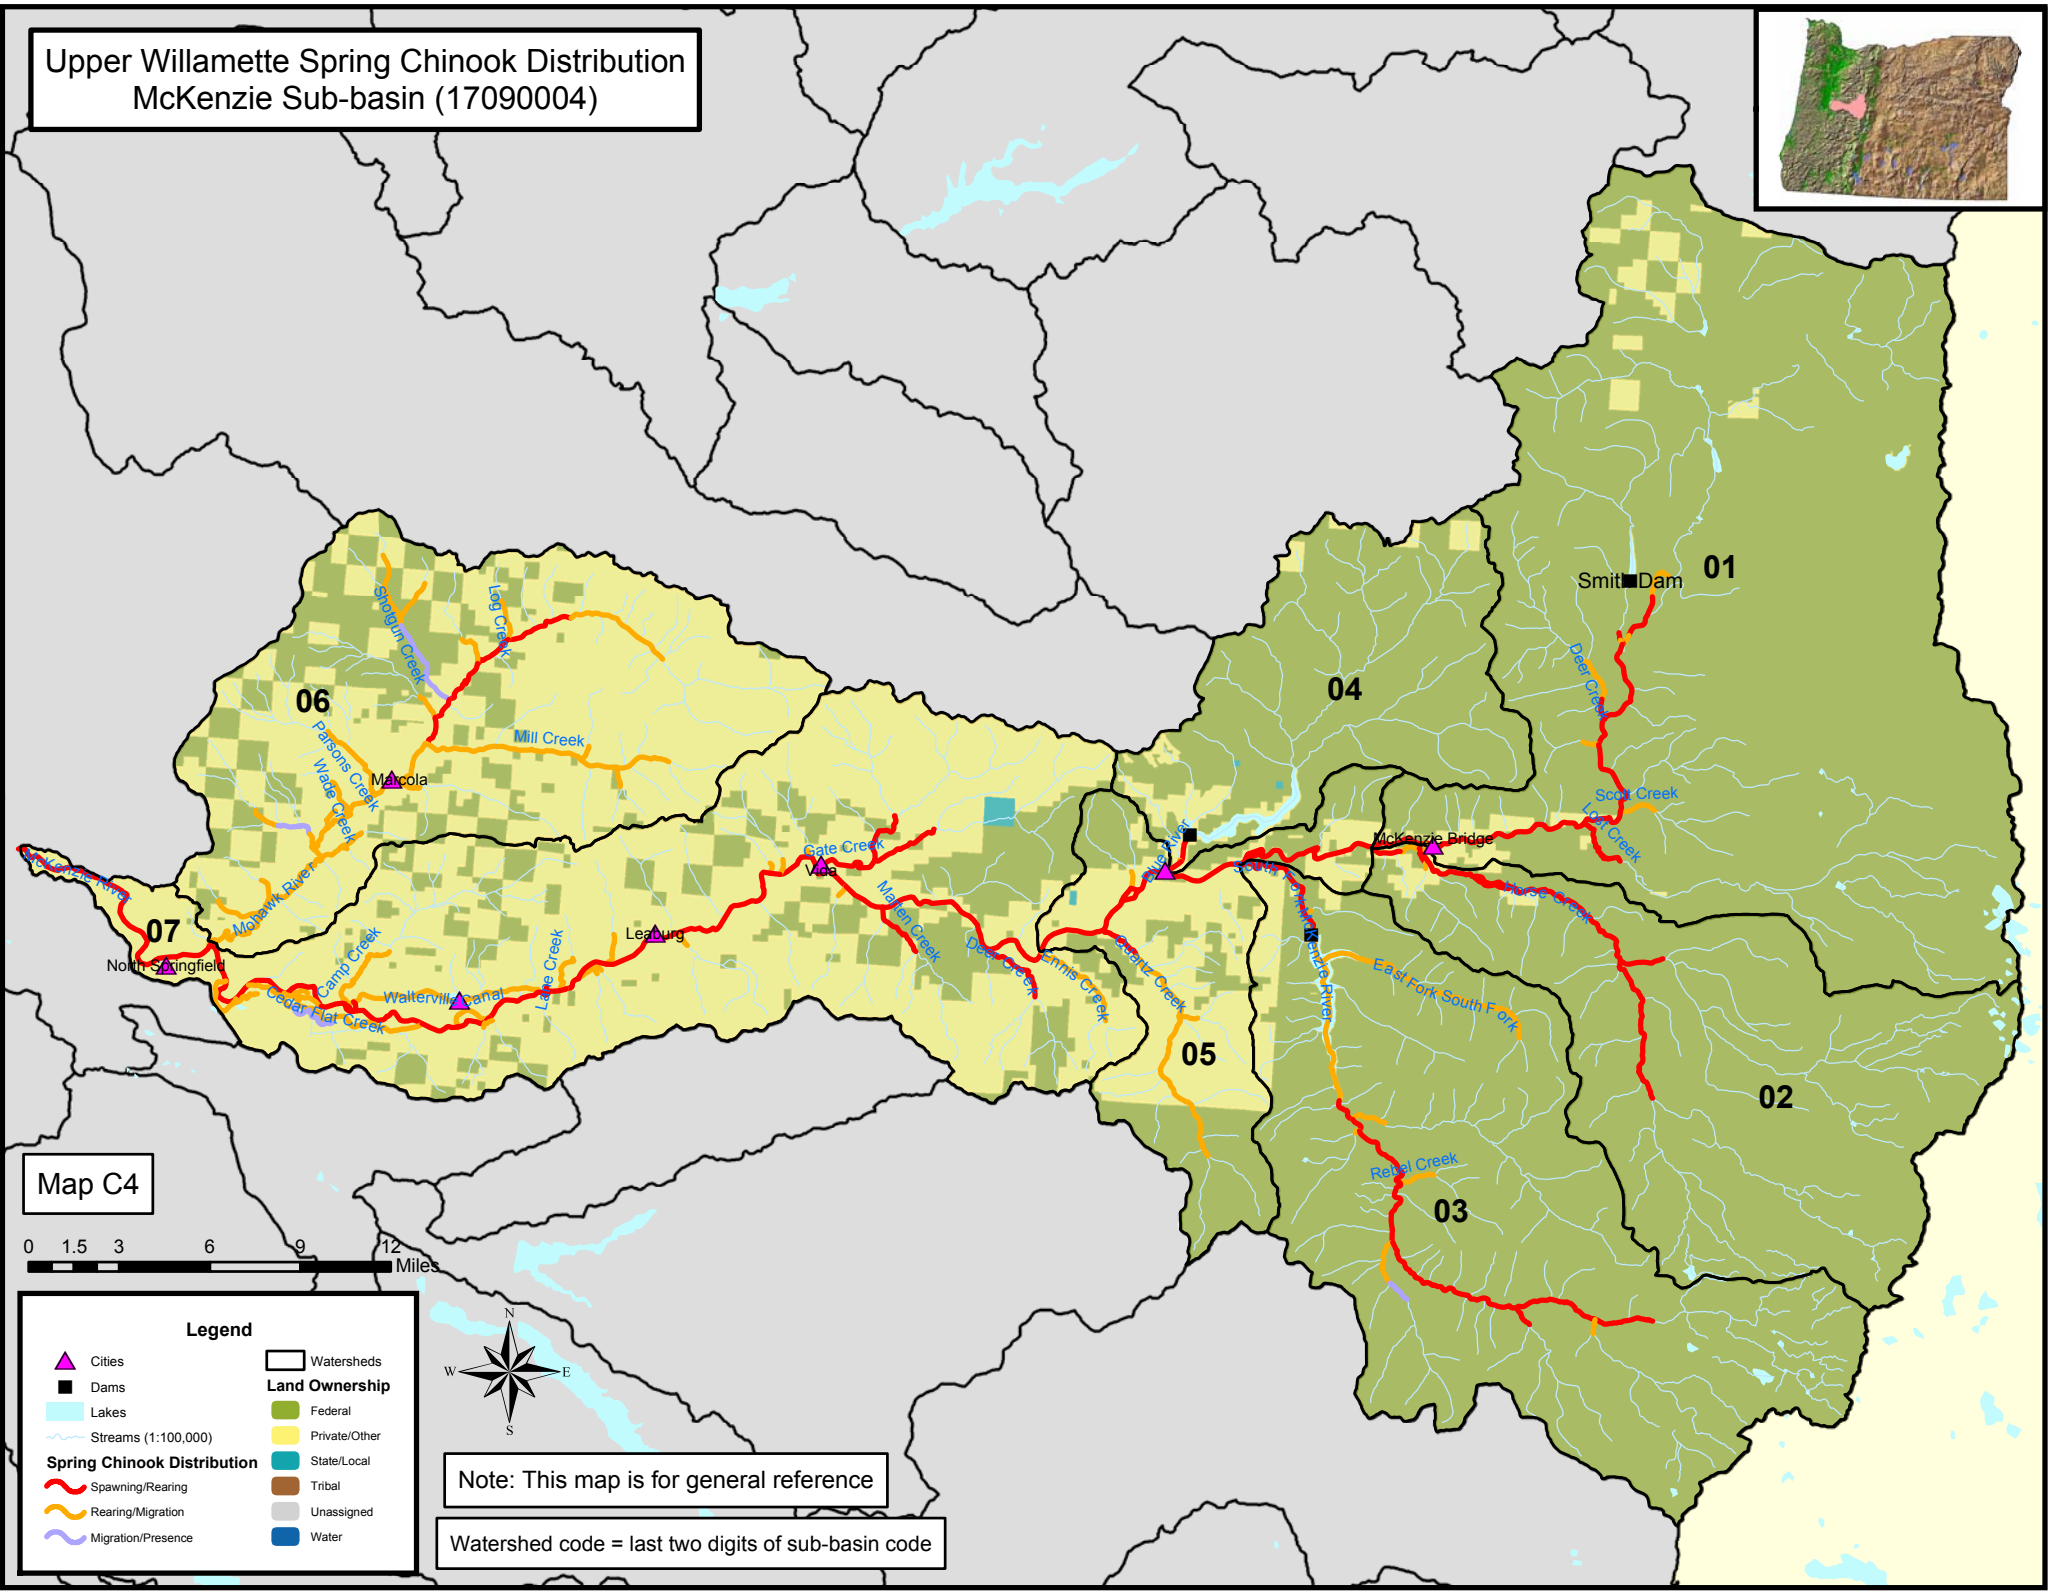 Upper Willamette Spring Chinook Distribution
McKenzie Sub-basin (17090004)
01
Smith Dam
Deer Creek
Scott Creek
Lost Creek
McKenzie Bridge
Horse Creek
02
04
Blue River
South Fork McKenzie River
East Fork South Fork
Rebel Creek
03
Quartz Creek
05
Ennis Creek
Deer Creek
Marten Creek
Gate Creek
Vida
Leaburg
Lane Creek
Walterville Canal
Camp Creek
Cedar Flat Creek
06
Shotgun Creek
Log Creek
Mill Creek
Parsons Creek
Wade Creek
Marcola
Mohawk River
McKenzie River
07
North Springfield
Map C4
0 1.5 3 6 9 12
Miles
Legend
Cities
Dams
Lakes
Streams (1:100,000)
Spring Chinook Distribution
Spawning/Rearing
Rearing/Migration
Migration/Presence
Watersheds
Land Ownership
Federal
Private/Other
State/Local
Tribal
Unassigned
Water
N
W
E
S
Note: This map is for general reference
Watershed code = last two digits of sub-basin code